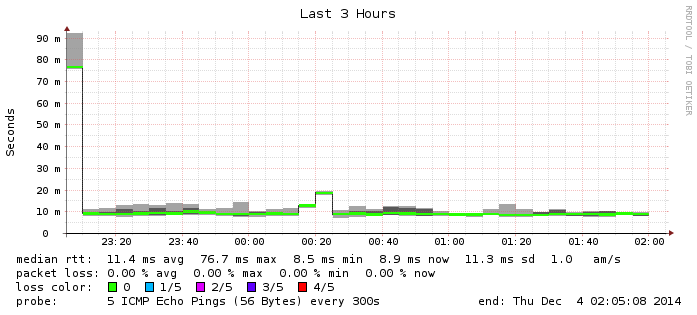 Last 3 Hours
RRDTOOL / TOBI OETIKER
Seconds
90 m
80 m
70 m
60 m
50 m
40 m
30 m
20 m
10 m
0
23:20 23:40 00:00 00:20 00:40 01:00 01:20 01:40 02:00
median rtt: 11.4 ms avg 76.7 ms max 8.5 ms min 8.9 ms now 11.3 ms sd 1.0 am/s
packet loss: 0.00 % avg 0.00 % max 0.00 % min 0.00 % now
loss color: 0 1/5 2/5 3/5 4/5
probe: 5 ICMP Echo Pings (56 Bytes) every 300s end: Thu Dec 4 02:05:08 2014